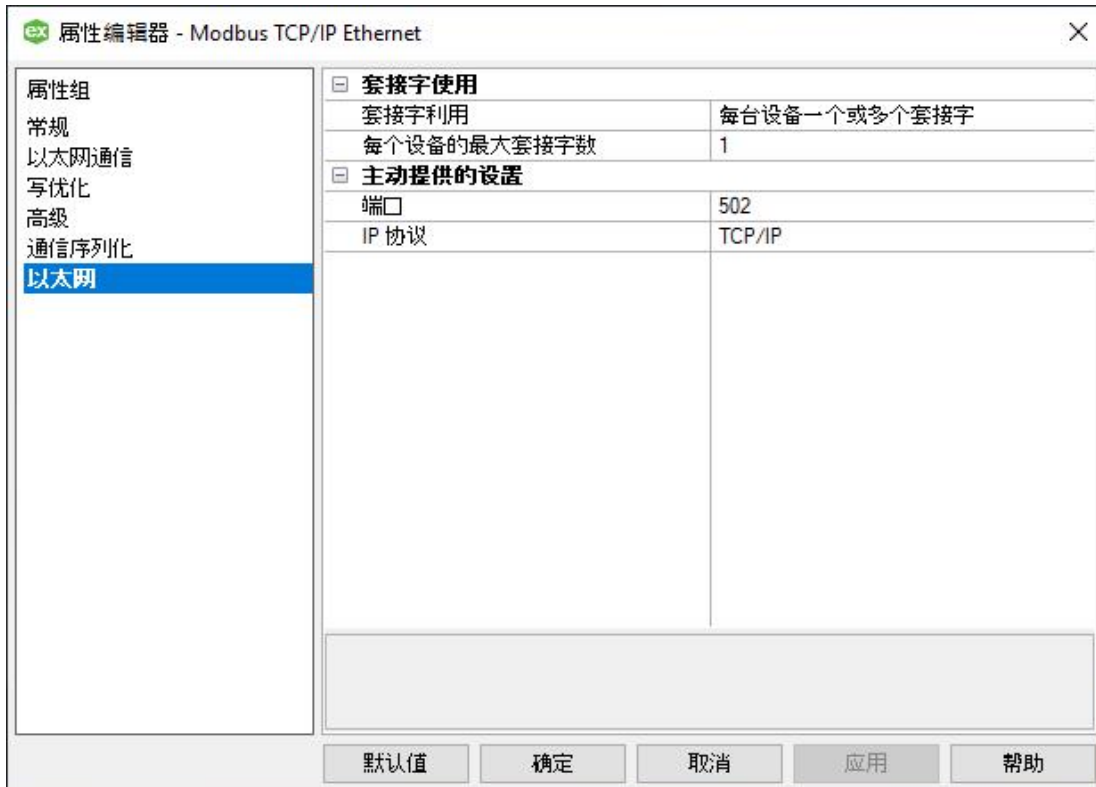 ex 属性编辑器 - Modbus TCP/IP Ethernet
属性组
常规
以太网通信
写优化
高级
通信序列化
以太网
套接字使用
套接字利用 每台设备一个或多个套接字
每个设备的最大套接字数 1
主动提供的设置
端口 502
IP 协议 TCP/IP
默认值 确定 取消 应用 帮助